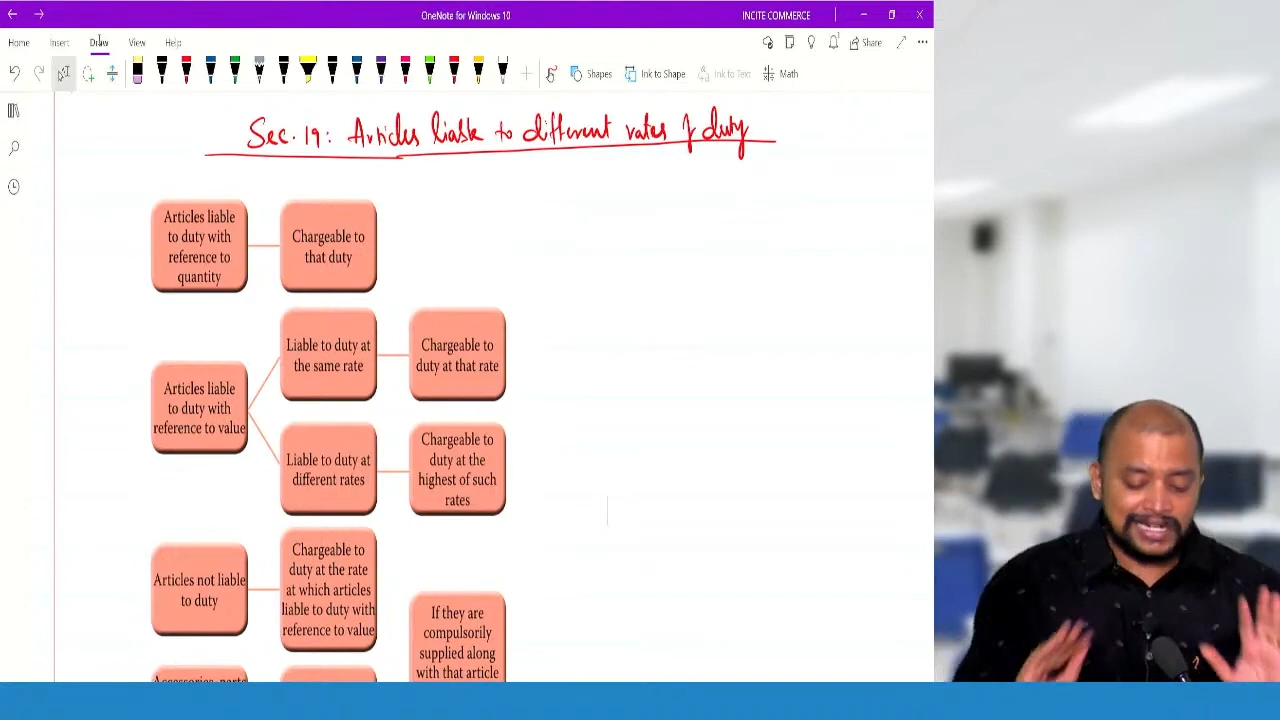 OneNote for Windows 10
INCITE COMMERCE
Home
Insert
Draw
View
Help
Share
Shapes
Ink to Shape
Ink to Text
Math
Sec. 19: Articles liable to different rates of duty
Articles liable
to duty with
reference to
quantity
Chargeable to
that duty
Articles liable
to duty with
reference to value
Liable to duty at
the same rate
Chargeable to
duty at that rate
Liable to duty at
different rates
Chargeable to
duty at the
highest of such
rates
Articles not liable
to duty
Chargeable to
duty at the rate
at which articles
liable to duty with
reference to value
If they are
compulsorily
supplied along
with that article
Accessories, parts